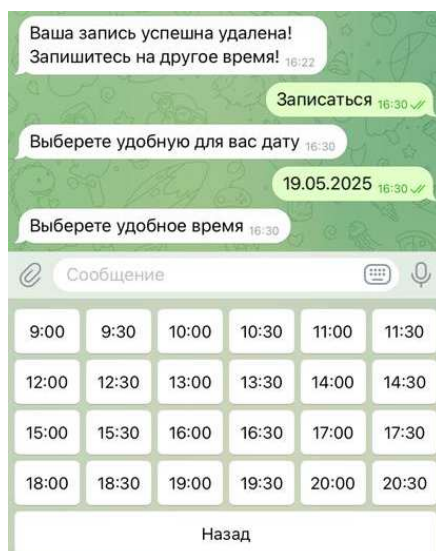 Ваша запись успешна удалена!
Запишитесь на другое время! 16:22
Записаться 16:30
Выберете удобную для вас дату 16:30
19.05.2025 16:30
Выберете удобное время 16:30
Сообщение
9:00 9:30 10:00 10:30 11:00 11:30
12:00 12:30 13:00 13:30 14:00 14:30
15:00 15:30 16:00 16:30 17:00 17:30
18:00 18:30 19:00 19:30 20:00 20:30
Назад